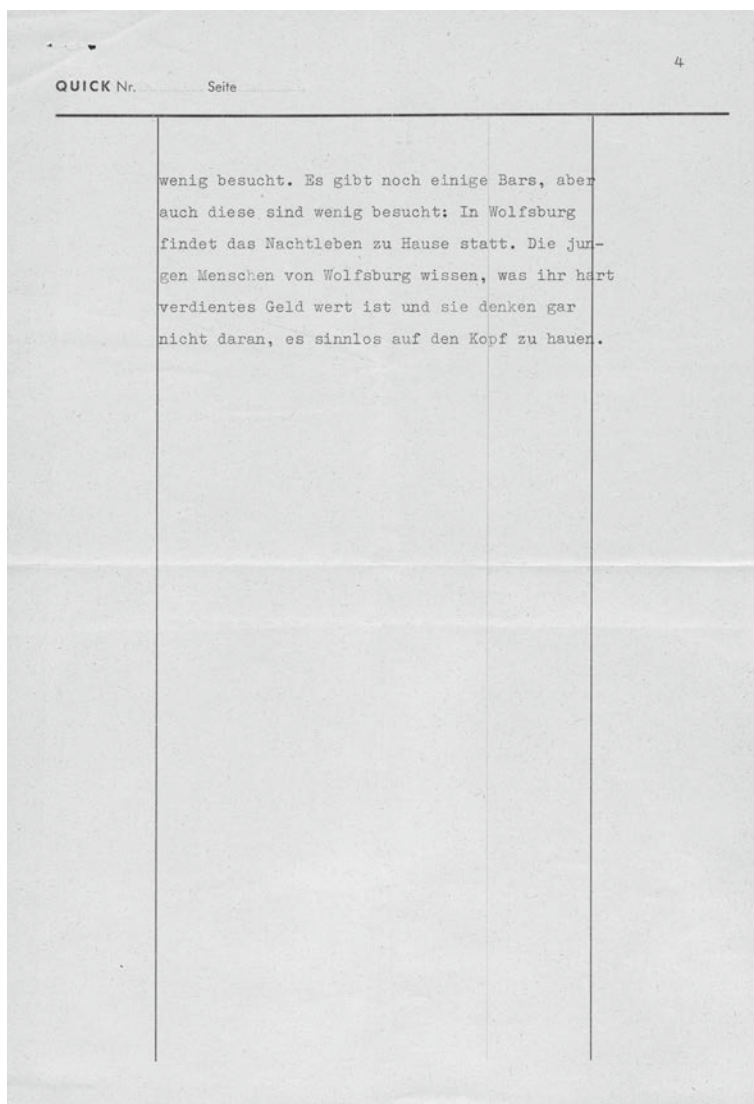 4
QUICK Nr. Seite
wenig besucht. Es gibt noch einige Bars, aber
auch diese sind wenig besucht: In Wolfsburg
findet das Nachtleben zu Hause statt. Die jun-
gen Menschen von Wolfsburg wissen, was ihr hart
verdientes Geld wert ist und sie denken gar
nicht daran, es sinnlos auf den Kopf zu hauen.